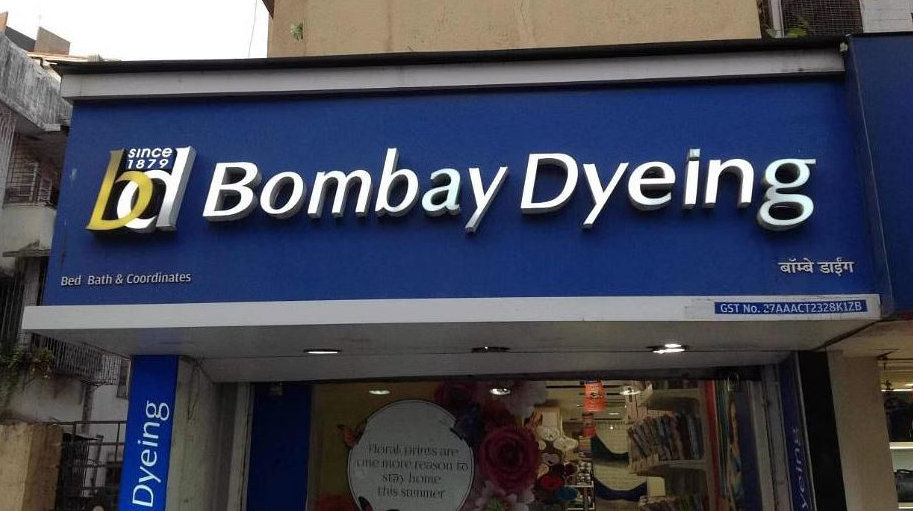 since
1879
bd Bombay Dyeing
Bed Bath & Coordinates
बॉम्बे डाईंग
GST No. 27AAACT2328K1ZB
Dyeing
Floral prints are
one more reason to
stay home
this summer
yeing